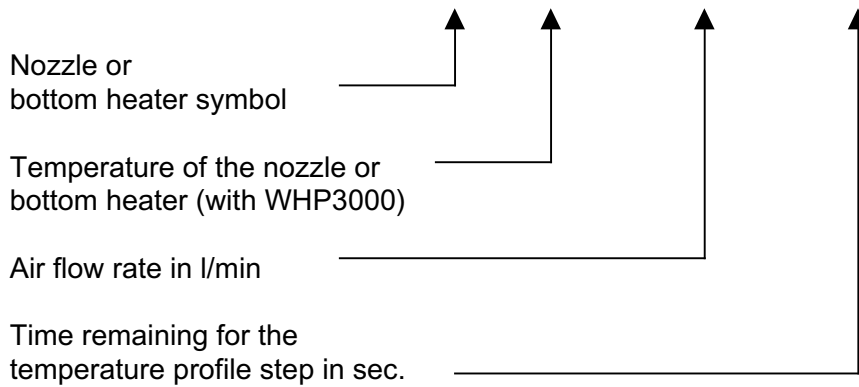 Nozzle or
bottom heater symbol
Temperature of the nozzle or
bottom heater (with WHP3000)
Air flow rate in l/min
Time remaining for the
temperature profile step in sec.